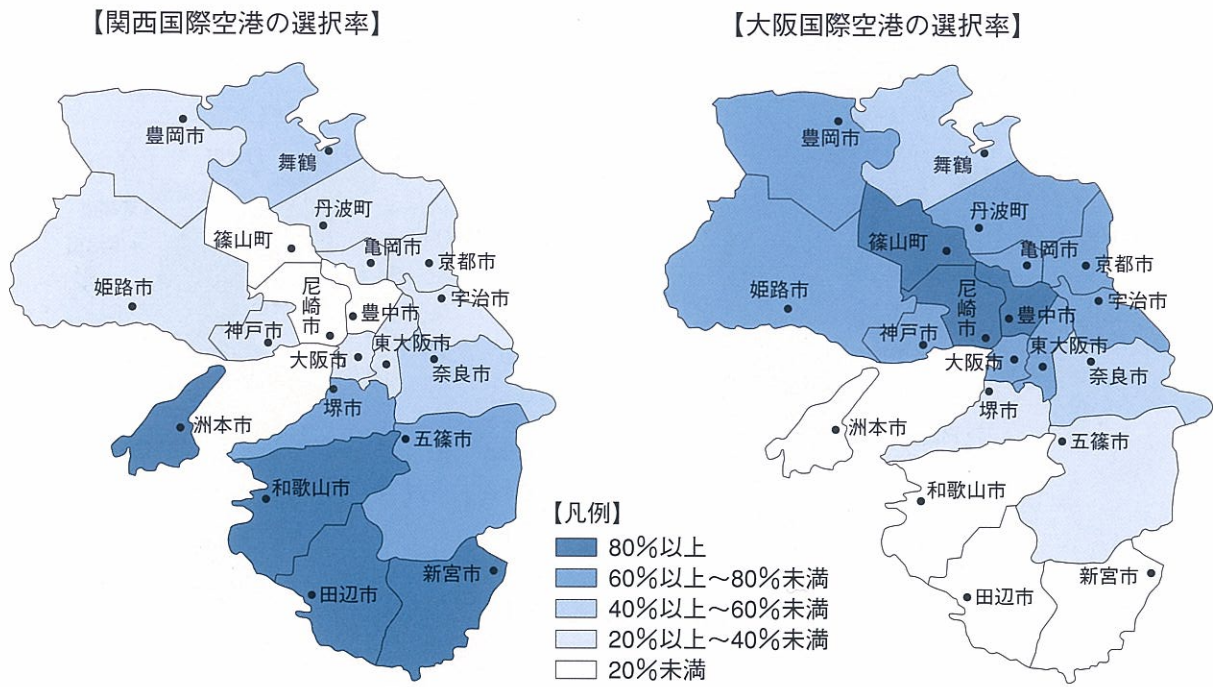 【関西国際空港の選択率】
豊岡市
舞鶴
丹波町
篠山町
亀岡市
京都市
姫路市
尼崎市
宇治市
豊中市
神戸市
大阪市
東大阪市
奈良市
堺市
洲本市
五篠市
和歌山市
新宮市
田辺市
【大阪国際空港の選択率】
豊岡市
舞鶴
丹波町
篠山町
亀岡市
京都市
姫路市
尼崎市
宇治市
豊中市
神戸市
大阪市
東大阪市
奈良市
堺市
洲本市
五篠市
和歌山市
新宮市
田辺市
【凡例】
80%以上
60%以上～80%未満
40%以上～60%未満
20%以上～40%未満
20%未満